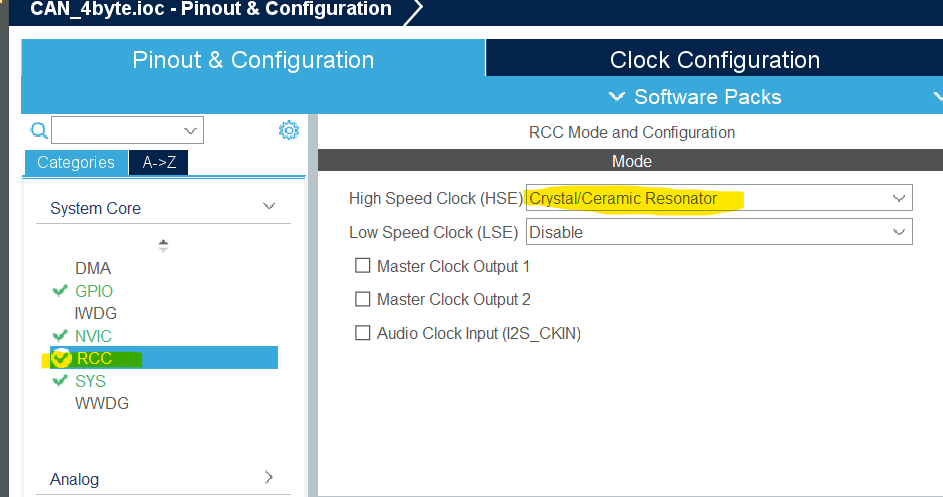 CAN_4byte.ioc - Pinout & Configuration
Pinout & Configuration
Clock Configuration
Software Packs
Categories
A->Z
System Core
DMA
GPIO
IWDG
NVIC
RCC
SYS
WWDG
Analog
RCC Mode and Configuration
Mode
High Speed Clock (HSE) Crystal/Ceramic Resonator
Low Speed Clock (LSE) Disable
Master Clock Output 1
Master Clock Output 2
Audio Clock Input (I2S_CKIN)